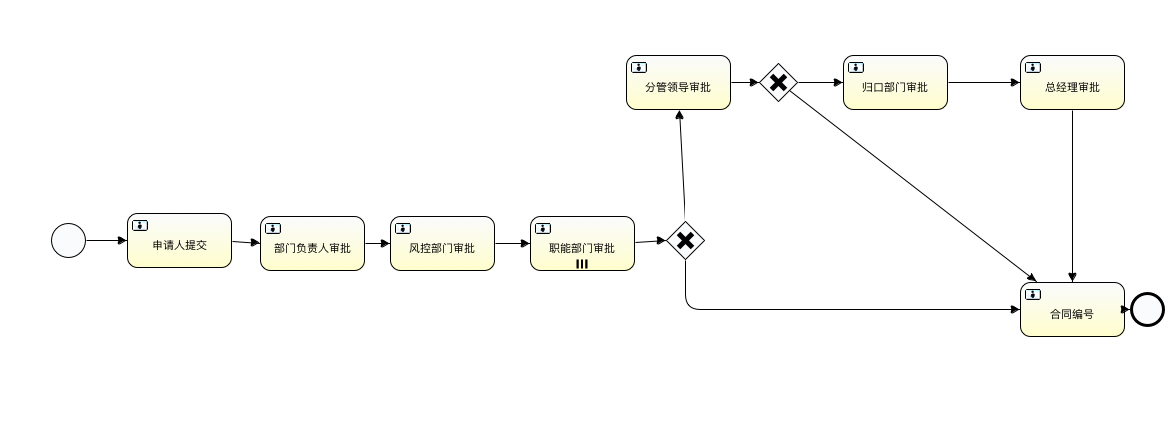 分管领导审批
归口部门审批
总经理审批
申请人提交
部门负责人审批
风控部门审批
职能部门审批
合同编号